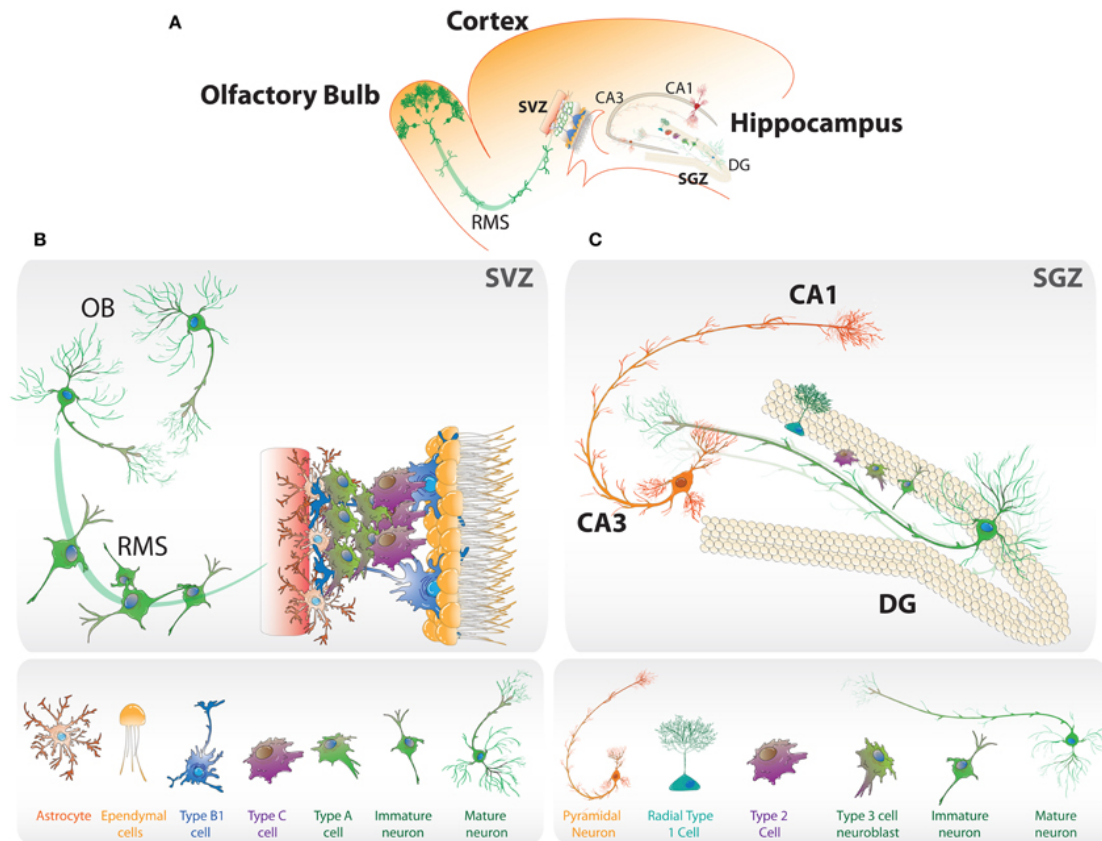 A
Cortex
Olfactory Bulb
SVZ
CA3
CA1
Hippocampus
DG
SGZ
RMS
B
SVZ
OB
RMS
C
SGZ
CA1
CA3
DG
Astrocyte
Ependymal
cells
Type B1
cell
Type C
cell
Type A
cell
Immature
neuron
Mature
neuron
Pyramidal
Neuron
Radial Type
1 Cell
Type 2
Cell
Type 3 cell
neuroblast
Immature
neuron
Mature
neuron